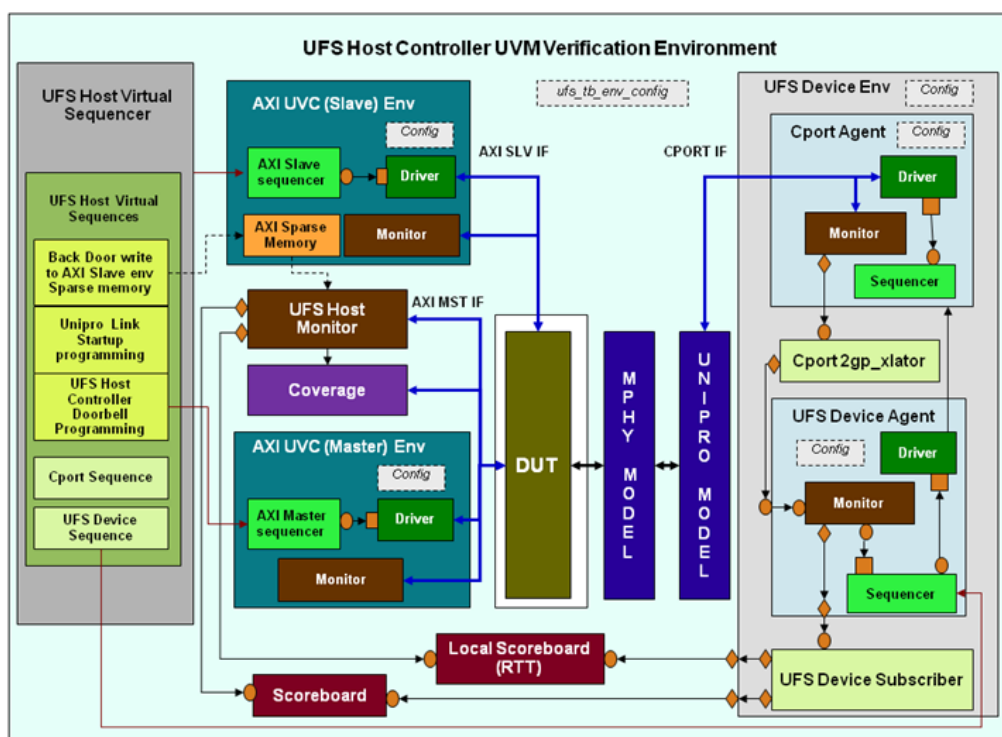 UFS Host Controller UVM Verification Environment
UFS Host Virtual
Sequencer
UFS Host Virtual
Sequences
Back Door write
to AXI Slave env
Sparse memory
Unipro Link
Startup
programming
UFS Host
Controller
Doorbell
Programming
Cport Sequence
UFS Device
Sequence
AXI UVC (Slave) Env
Config
AXI Slave
sequencer
Driver
AXI Sparse
Memory
Monitor
AXI SLV IF
UFS Host
Monitor
AXI MST IF
Coverage
AXI UVC (Master) Env
Config
AXI Master
sequencer
Driver
Monitor
ufs_tb_env_config
CPORT IF
DUT
MPHY MODEL
UNIPRO MODEL
UFS Device Env
Config
Cport Agent
Config
Driver
Monitor
Sequencer
Cport 2gp_xlator
UFS Device Agent
Config
Driver
Monitor
Sequencer
UFS Device Subscriber
Local Scoreboard
(RTT)
Scoreboard